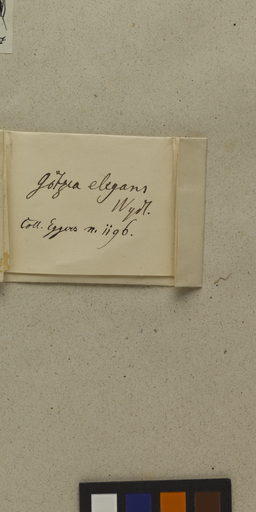 Götzea elegans
Wydl.
Coll. Eggers n. 1196.